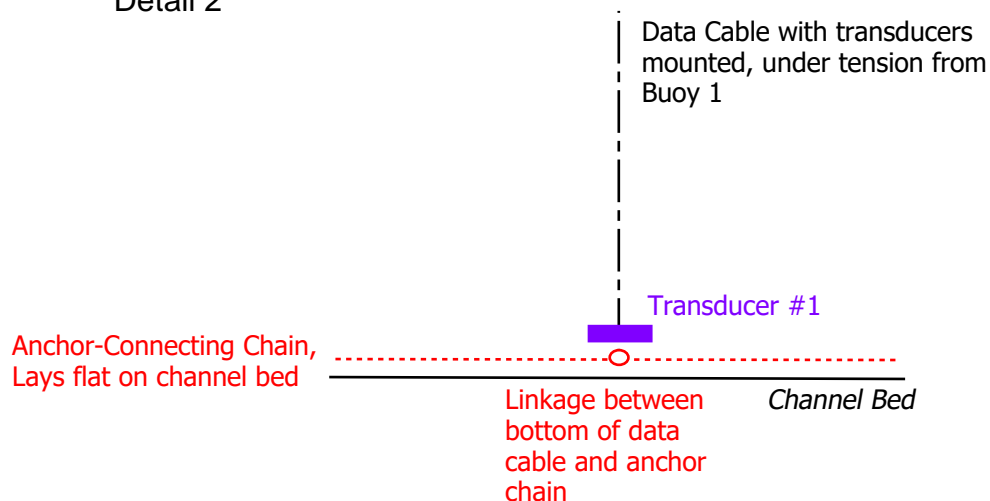 Detail 2
Data Cable with transducers
mounted, under tension from
Buoy 1
Transducer #1
Anchor-Connecting Chain,
Lays flat on channel bed
Linkage between
bottom of data
cable and anchor
chain
Channel Bed